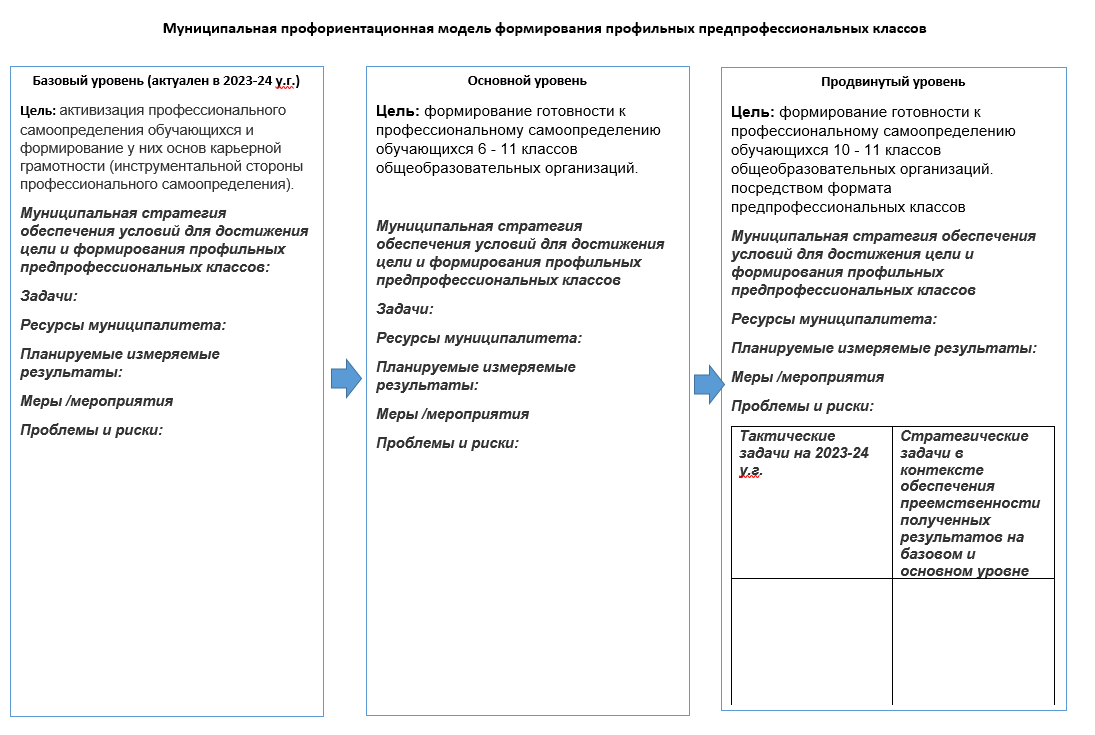 Муниципальная профориентационная модель формирования профильных предпрофессиональных классов
Базовый уровень (актуален в 2023-24 у.г.)
Цель: активизация профессионального
самоопределения обучающихся и
формирование у них основ карьерной
грамотности (инструментальной стороны
профессионального самоопределения).
Муниципальная стратегия
обеспечения условий для достижения
цели и формирования профильных
предпрофессиональных классов:
Задачи:
Ресурсы муниципалитета:
Планируемые измеряемые
результаты:
Меры /мероприятия
Проблемы и риски:
Основной уровень
Цель: формирование готовности к
профессиональному самоопределению
обучающихся 6 - 11 классов
общеобразовательных организаций.
Муниципальная стратегия
обеспечения условий для достижения
цели и формирования профильных
предпрофессиональных классов
Задачи:
Ресурсы муниципалитета:
Планируемые измеряемые
результаты:
Меры /мероприятия
Проблемы и риски:
Продвинутый уровень
Цель: формирование готовности к
профессиональному самоопределению
обучающихся 10 - 11 классов
общеобразовательных организаций.
посредством формата
предпрофессиональных классов
Муниципальная стратегия обеспечения
условий для достижения цели и
формирования профильных
предпрофессиональных классов
Ресурсы муниципалитета:
Планируемые измеряемые результаты:
Меры /мероприятия
Проблемы и риски:
Тактические
задачи на 2023-24
у.г.
Стратегические
задачи в
контексте
обеспечения
преемственности
полученных
результатов на
базовом и
основном уровне